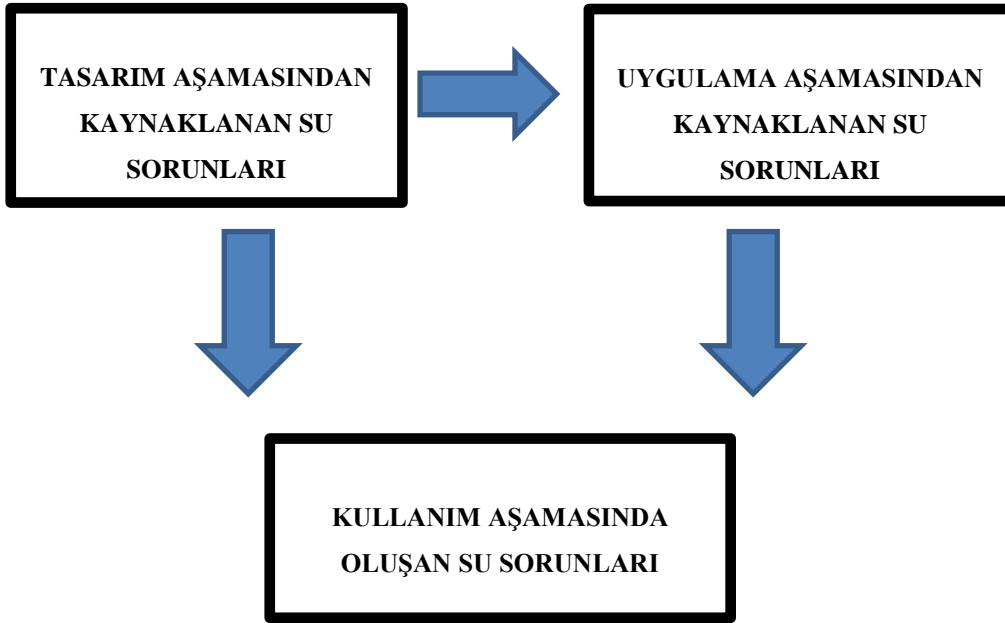 TASARIM AŞAMASINDAN
KAYNAKLANAN SU
SORUNLARI
UYGULAMA AŞAMASINDAN
KAYNAKLANAN SU
SORUNLARI
KULLANIM AŞAMASINDA
OLUŞAN SU SORUNLARI